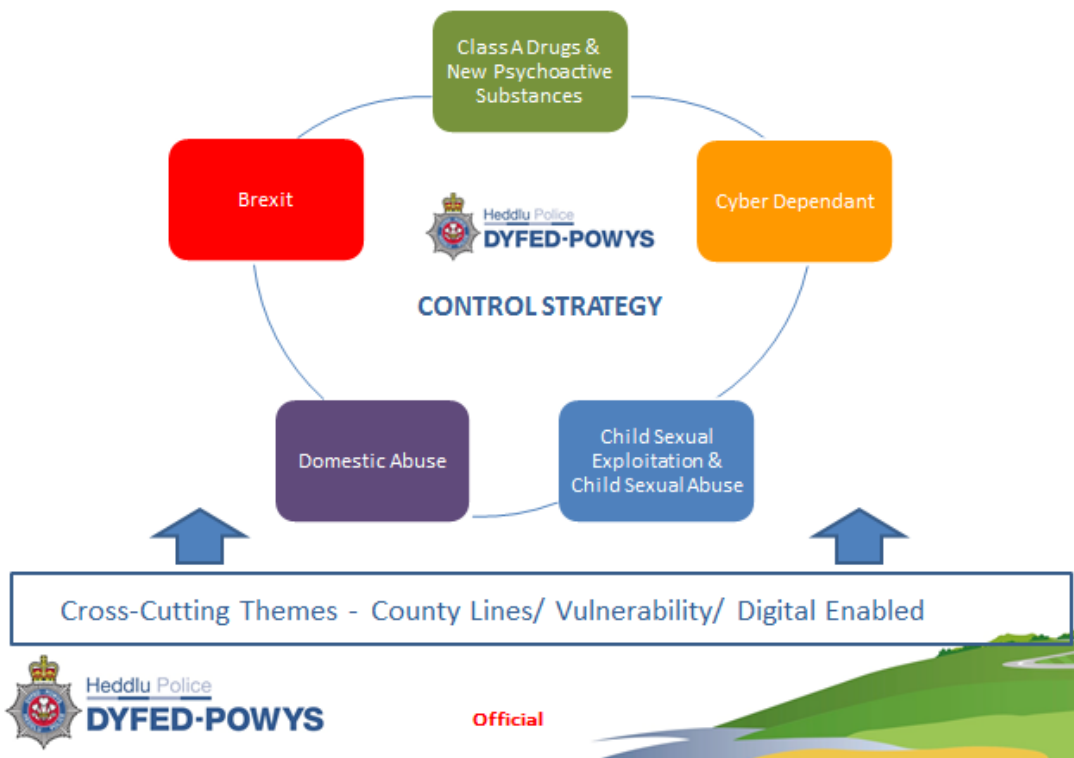 Class A Drugs &
New Psychoactive
Substances
Brexit
Cyber Dependant
Heddlu Police
DYFED-POWYS
CONTROL STRATEGY
Domestic Abuse
Child Sexual
Exploitation &
Child Sexual Abuse
Cross-Cutting Themes - County Lines/ Vulnerability/ Digital Enabled
Heddlu Police
DYFED-POWYS
Official